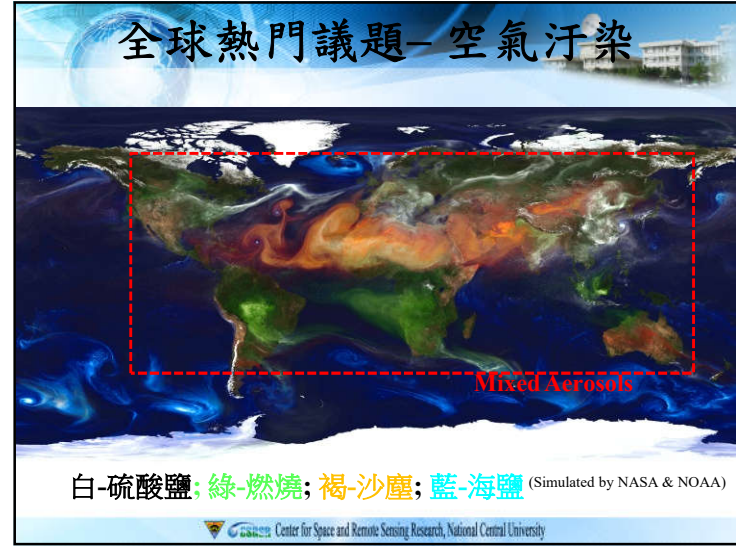 全球熱門議題–空氣汙染
Mixed Aerosols
白-硫酸鹽; 綠-燃燒; 褐-沙塵; 藍-海鹽 (Simulated by NASA & NOAA)
CSRSR Center for Space and Remote Sensing Research, National Central University